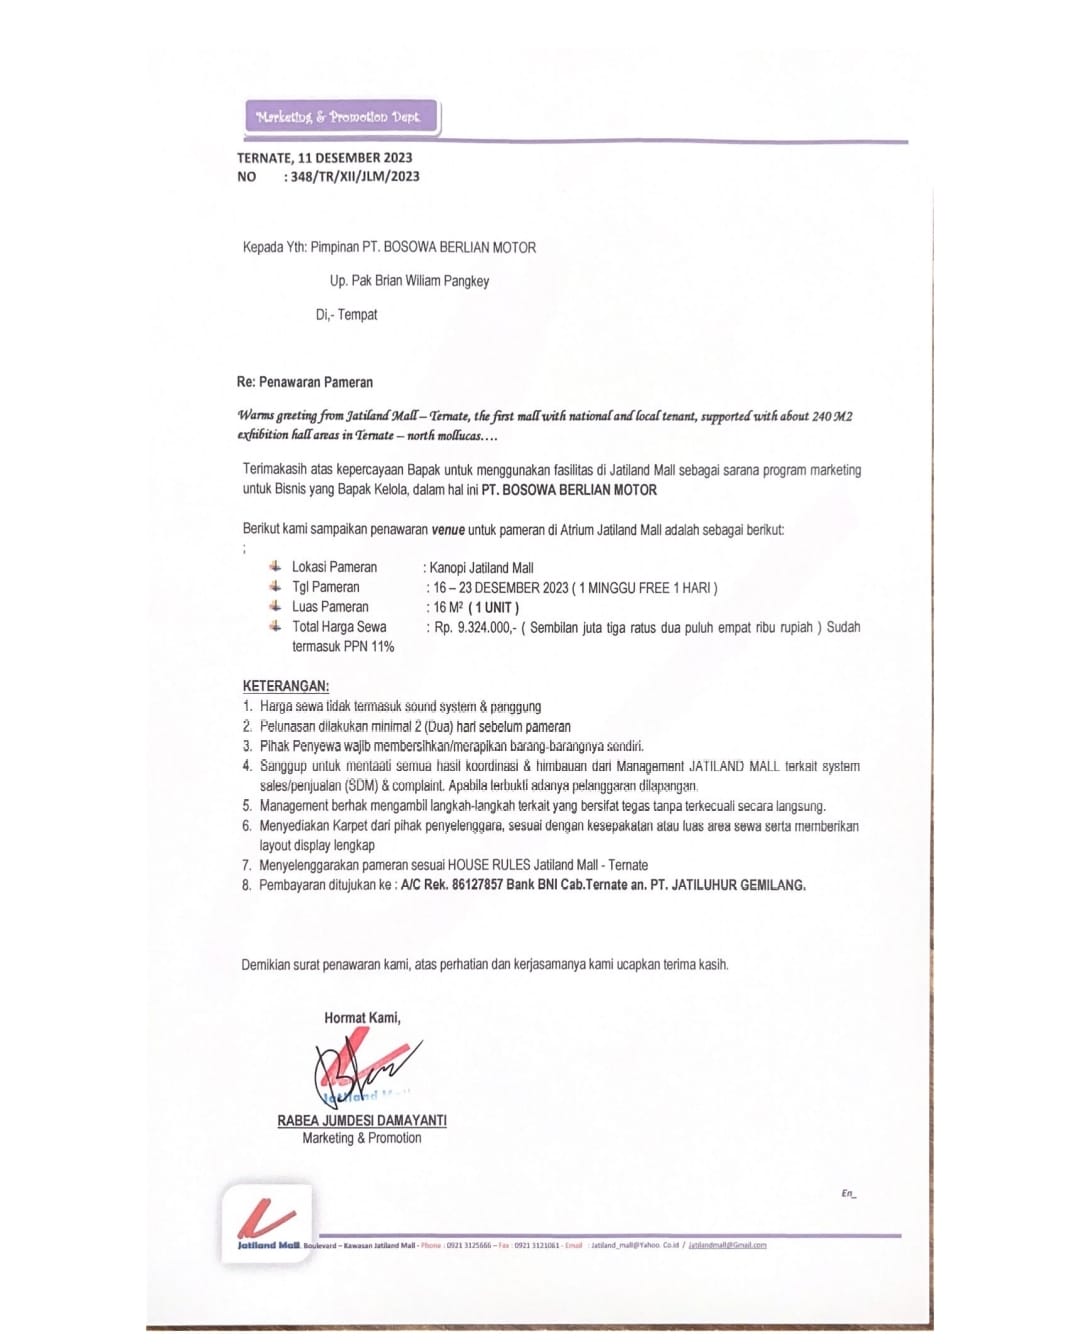 Marketing & Promotion Dept.
TERNATE, 11 DESEMBER 2023
NO : 348/TR/XII/JLM/2023
Kepada Yth: Pimpinan PT. BOSOWA BERLIAN MOTOR
Up. Pak Brian Wiliam Pangkey
Di,- Tempat
Re: Penawaran Pameran
Warms greeting from Jatiland Mall – Ternate, the first mall with national and local tenant, supported with about 240 M2
exhibition hall areas in Ternate – north mollucas….
Terimakasih atas kepercayaan Bapak untuk menggunakan fasilitas di Jatiland Mall sebagai sarana program marketing
untuk Bisnis yang Bapak Kelola, dalam hal ini PT. BOSOWA BERLIAN MOTOR
Berikut kami sampaikan penawaran venue untuk pameran di Atrium Jatiland Mall adalah sebagai berikut:
;
Lokasi Pameran : Kanopi Jatiland Mall
Tgl Pameran : 16 – 23 DESEMBER 2023 ( 1 MINGGU FREE 1 HARI )
Luas Pameran : 16 M² ( 1 UNIT )
Total Harga Sewa : Rp. 9.324.000,- ( Sembilan juta tiga ratus dua puluh empat ribu rupiah ) Sudah
termasuk PPN 11%
KETERANGAN:
1. Harga sewa tidak termasuk sound system & panggung
2. Pelunasan dilakukan minimal 2 (Dua) hari sebelum pameran
3. Pihak Penyewa wajib membersihkan/merapikan barang-barangnya sendiri.
4. Sanggup untuk mentaati semua hasil koordinasi & himbauan dari Management JATILAND MALL terkait system
sales/penjualan (SDM) & complaint. Apabila terbukti adanya pelanggaran dilapangan.
5. Management berhak mengambil langkah-langkah terkait yang bersifat tegas tanpa terkecuali secara langsung.
6. Menyediakan Karpet dari pihak penyelenggara, sesuai dengan kesepakatan atau luas area sewa serta memberikan
layout display lengkap
7. Menyelenggarakan pameran sesuai HOUSE RULES Jatiland Mall - Ternate
8. Pembayaran ditujukan ke : A/C Rek. 86127857 Bank BNI Cab.Ternate an. PT. JATILUHUR GEMILANG.
Demikian surat penawaran kami, atas perhatian dan kerjasamanya kami ucapkan terima kasih.
Hormat Kami,
Jatiland Mall
RABEA JUMDESI DAMAYANTI
Marketing & Promotion
En_
Jatiland Mall. Boulevard – Kawasan Jatiland Mall - Phone : 0921 3125666 – Fax : 0921 3121061 - Email : Jatiland_mall@Yahoo. Co.id / jatilandmall@Gmail.com